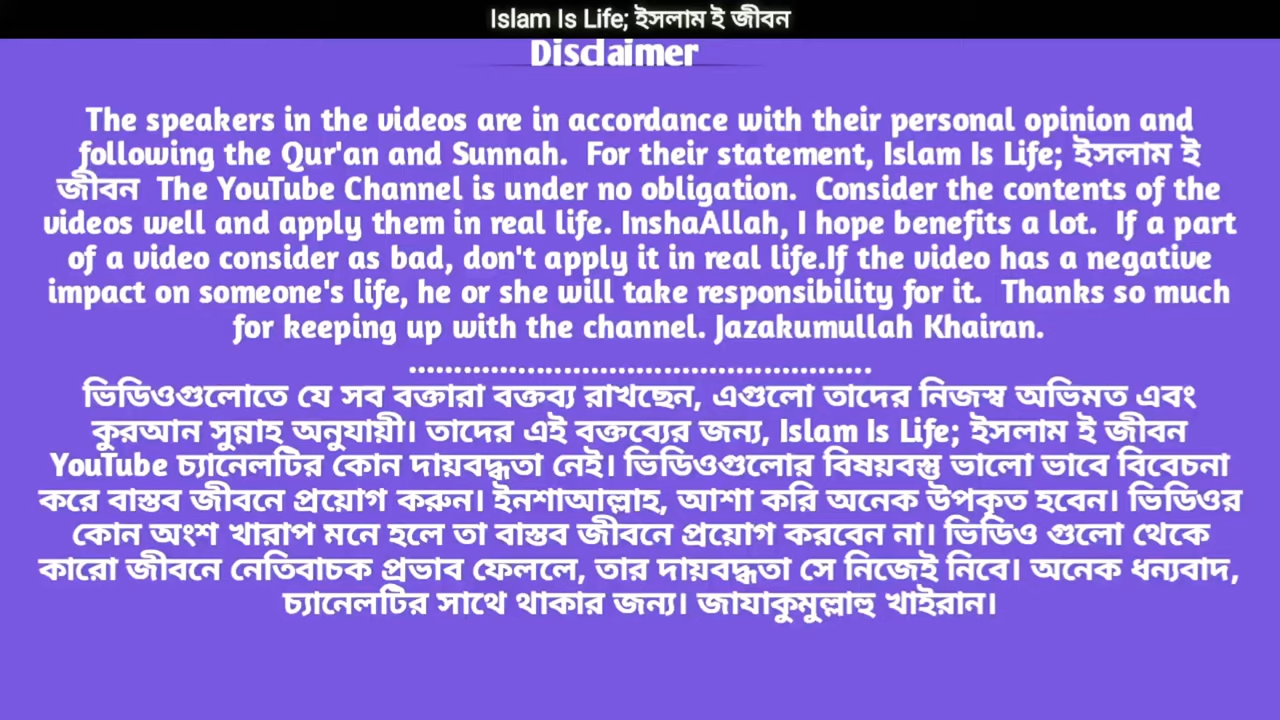 Islam Is Life; ইসলাম ই জীবন
Disclaimer
The speakers in the videos are in accordance with their personal opinion and
following the Qur'an and Sunnah.  For their statement, Islam Is Life; ইসলাম ই
জীবন  The YouTube Channel is under no obligation.  Consider the contents of the
videos well and apply them in real life. InshaAllah, I hope benefits a lot.  If a part
of a video consider as bad, don't apply it in real life.If the video has a negative
impact on someone's life, he or she will take responsibility for it.  Thanks so much
for keeping up with the channel. Jazakumullah Khairan.
...................................................
ভিডিওগুলোতে যে সব বক্তারা বক্তব্য রাখছেন, এগুলো তাদের নিজস্ব অভিমত এবং
কুরআন সুন্নাহ অনুযায়ী। তাদের এই বক্তব্যের জন্য, Islam Is Life; ইসলাম ই জীবন
YouTube চ্যানেলটির কোন দায়বদ্ধতা নেই। ভিডিওগুলোর বিষয়বস্তু ভালো ভাবে বিবেচনা
করে বাস্তব জীবনে প্রয়োগ করুন। ইনশাআল্লাহ, আশা করি অনেক উপকৃত হবেন। ভিডিওর
কোন অংশ খারাপ মনে হলে তা বাস্তব জীবনে প্রয়োগ করবেন না। ভিডিও গুলো থেকে
কারো জীবনে নেতিবাচক প্রভাব ফেললে, তার দায়বদ্ধতা সে নিজেই নিবে। অনেক ধন্যবাদ,
চ্যানেলটির সাথে থাকার জন্য। জাযাকুমুল্লাহু খাইরান।